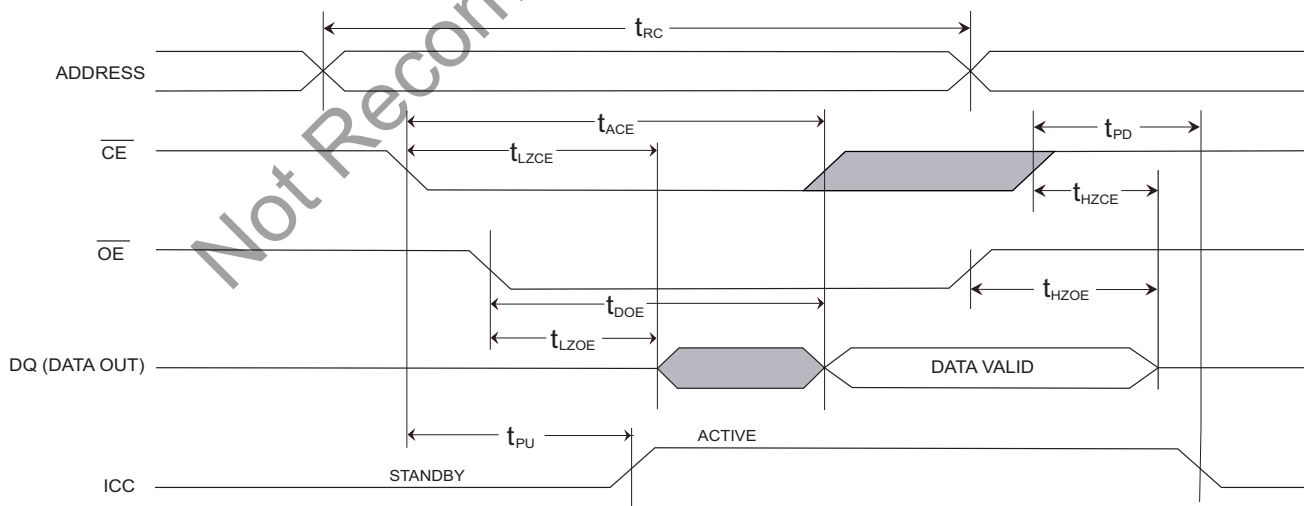 Not Recom
tRC
ADDRESS
tACE
tPD
CE
tLZCE
tHZCE
OE
tHZOE
tDOE
tLZOE
DQ (DATA OUT)
DATA VALID
tPU
ACTIVE
STANDBY
ICC